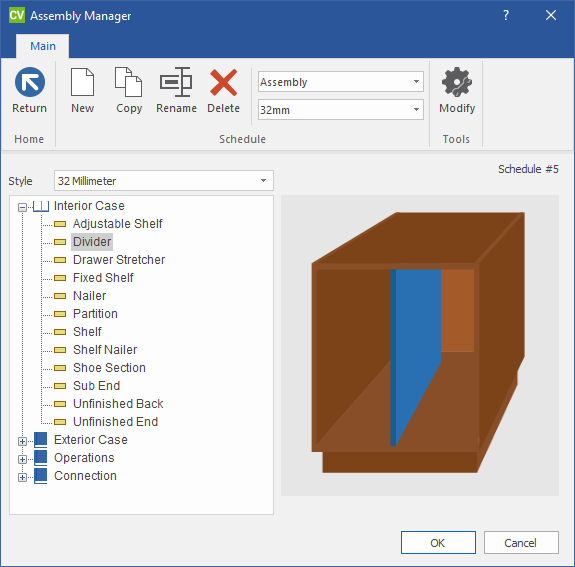 CV Assembly Manager ?
Main
Return New Copy Rename Delete Assembly 32mm Modify
Home Schedule Tools
Schedule #5
Style 32 Millimeter
Interior Case
Adjustable Shelf
Divider
Drawer Stretcher
Fixed Shelf
Nailer
Partition
Shelf
Shelf Nailer
Shoe Section
Sub End
Unfinished Back
Unfinished End
Exterior Case
Operations
Connection
OK Cancel